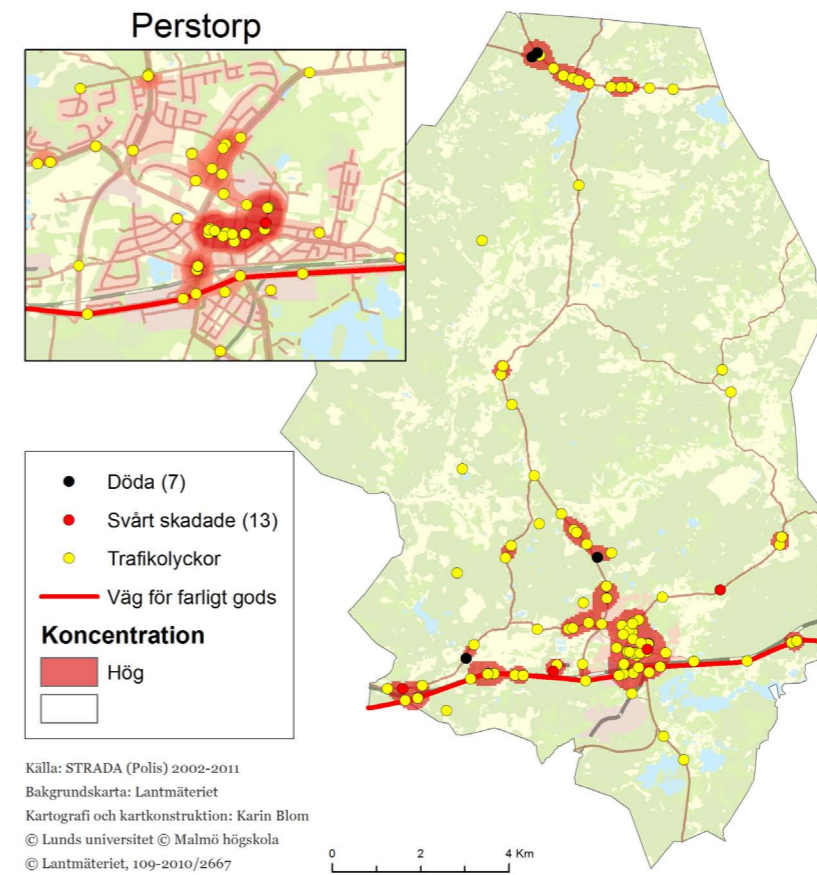 Perstorp
Döda (7)
Svårt skadade (13)
Trafikolyckor
Väg för farligt gods
Koncentration
Hög
Källa: STRADA (Polis) 2002-2011
Bakgrundskarta: Lantmäteriet
Kartografi och kartkonstruktion: Karin Blom
© Lunds universitet © Malmö högskola
© Lantmäteriet, 109-2010/2667
0 2 4 Km